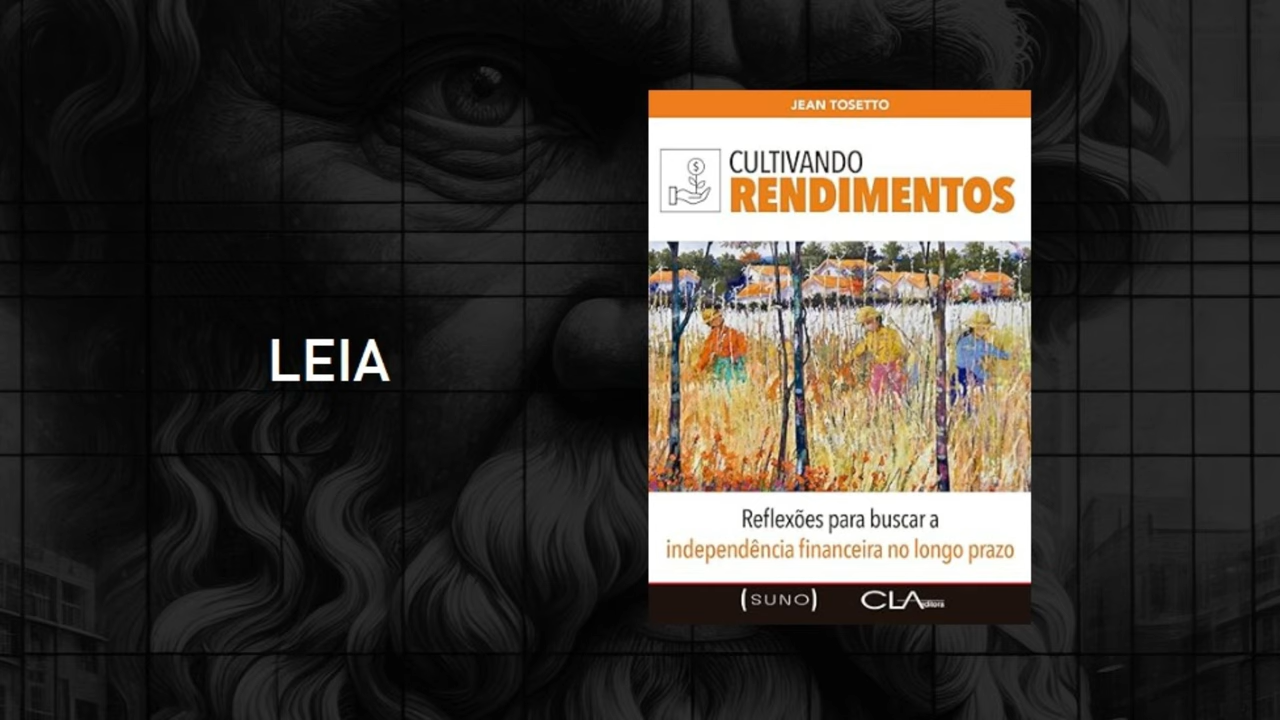 LEIA
JEAN TOSETTO
CULTIVANDO
RENDIMENTOS
Reflexões para buscar a
independência financeira no longo prazo
(SUNO)
CLA editora